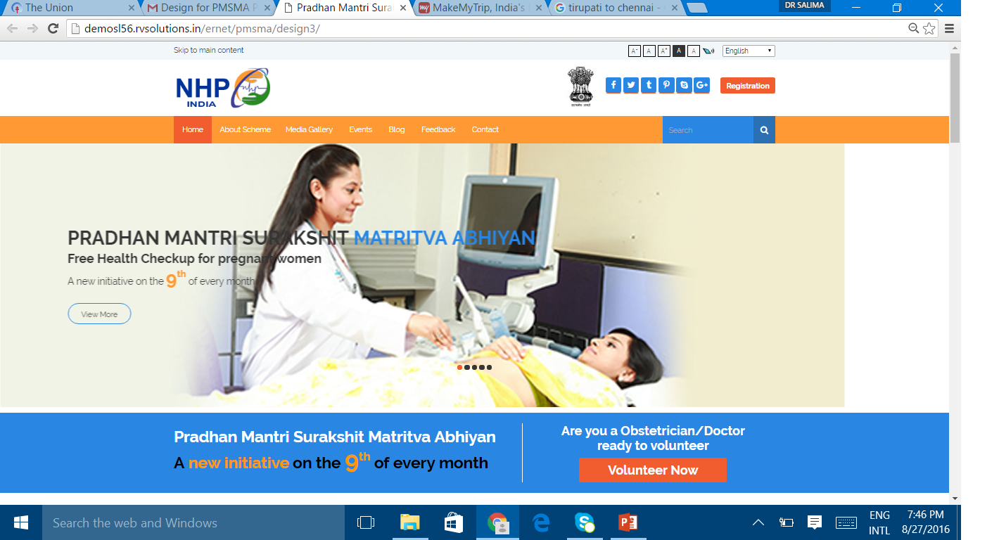 The Union
Design for PMSMA P
Pradhan Mantri Sura
MakeMyTrip, India's
tirupati to chennai -
DR SALIMA
demosl56.rvsolutions.in/ernet/pmsma/design3/
Skip to main content
A- A A+ A A
English
NHP
INDIA
nhp
Registration
Home About Scheme Media Gallery Events Blog Feedback Contact
Search
PRADHAN MANTRI SURAKSHIT MATRITVA ABHIYAN
Free Health Checkup for pregnant women
A new initiative on the 9th of every month
View More
Pradhan Mantri Surakshit Matritva Abhiyan
A new initiative on the 9th of every month
Are you a Obstetrician/Doctor
ready to volunteer
Volunteer Now
Search the web and Windows
ENG
INTL
7:46 PM
8/27/2016